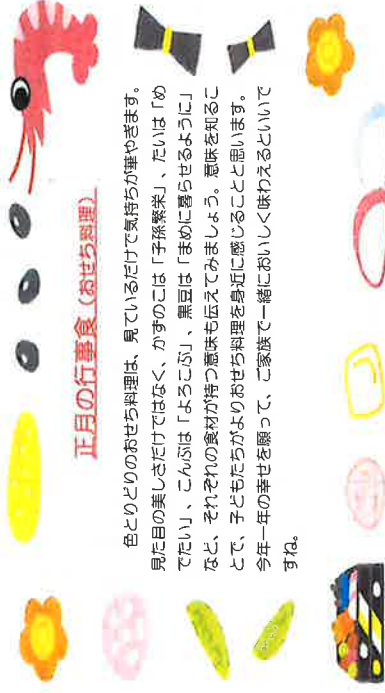 正月の行事食（おせち料理）
色とりどりのおせち料理は、見ているだけで気持ちが華やぎます。
見た目の美しさだけではなく、かずのこは「子孫繁栄」、たいは「め
でたい」、こんぶは「よろこぶ」、黒豆は「まめに暮らせるように」
など、それぞれの食材が持つ意味も伝えてみましょう。意味を知るこ
とで、子どもたちがよりおせち料理を身近に感じることと思います。
今年一年の幸せを願って、ご家族で一緒においしく味わえるといいで
すね。